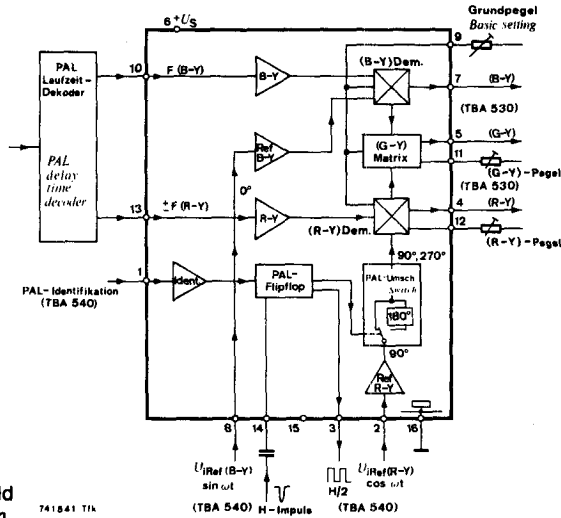 6 +U_S
Grundpegel
Basic setting
9
PAL
Laufzeit-
Dekoder
PAL
delay
time
decoder
10
F (B-Y)
B-Y
(B-Y) Dem.
7
(B-Y)
(TBA 530)
Ref
B-Y
0°
(G-Y)
Matrix
5
(G-Y)
11
(TBA 530)
(G-Y)-Pegel
13
±F (R-Y)
R-Y
(R-Y) Dem.
4
(R-Y)
12
(R-Y)-Pegel
90°, 270°
1
PAL-Identifikation
(TBA 540)
Ident.
PAL-
Flipflop
PAL-Umsch
Switch
180°
90°
Ref
R-Y
8
14
15
3
2
16
U_iRef (B-Y)
sin ωt
U_iRef(R-Y)
cos ωt
H/2
(TBA 540)
H-Impuls
(TBA 540)
741841 Tfk